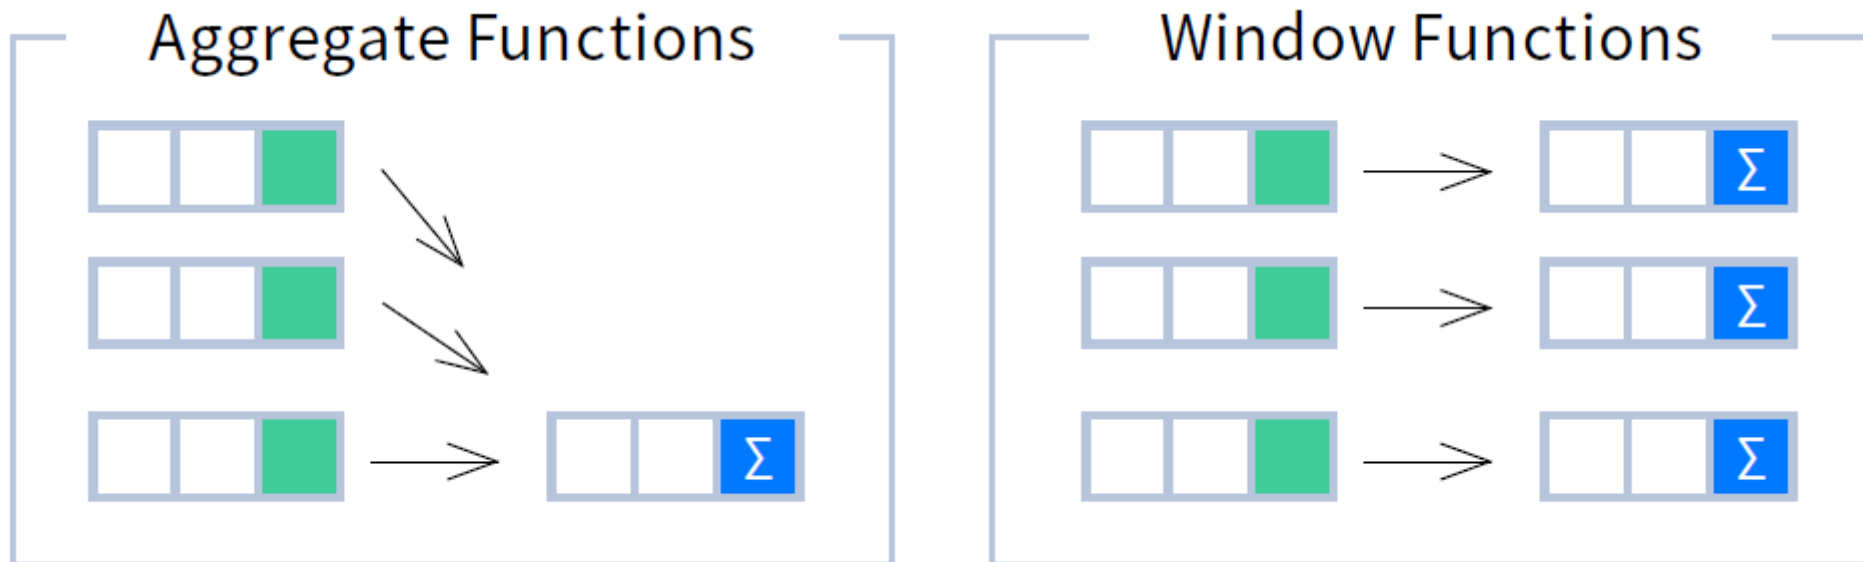 Aggregate Functions
Window Functions
Σ
Σ
Σ
Σ